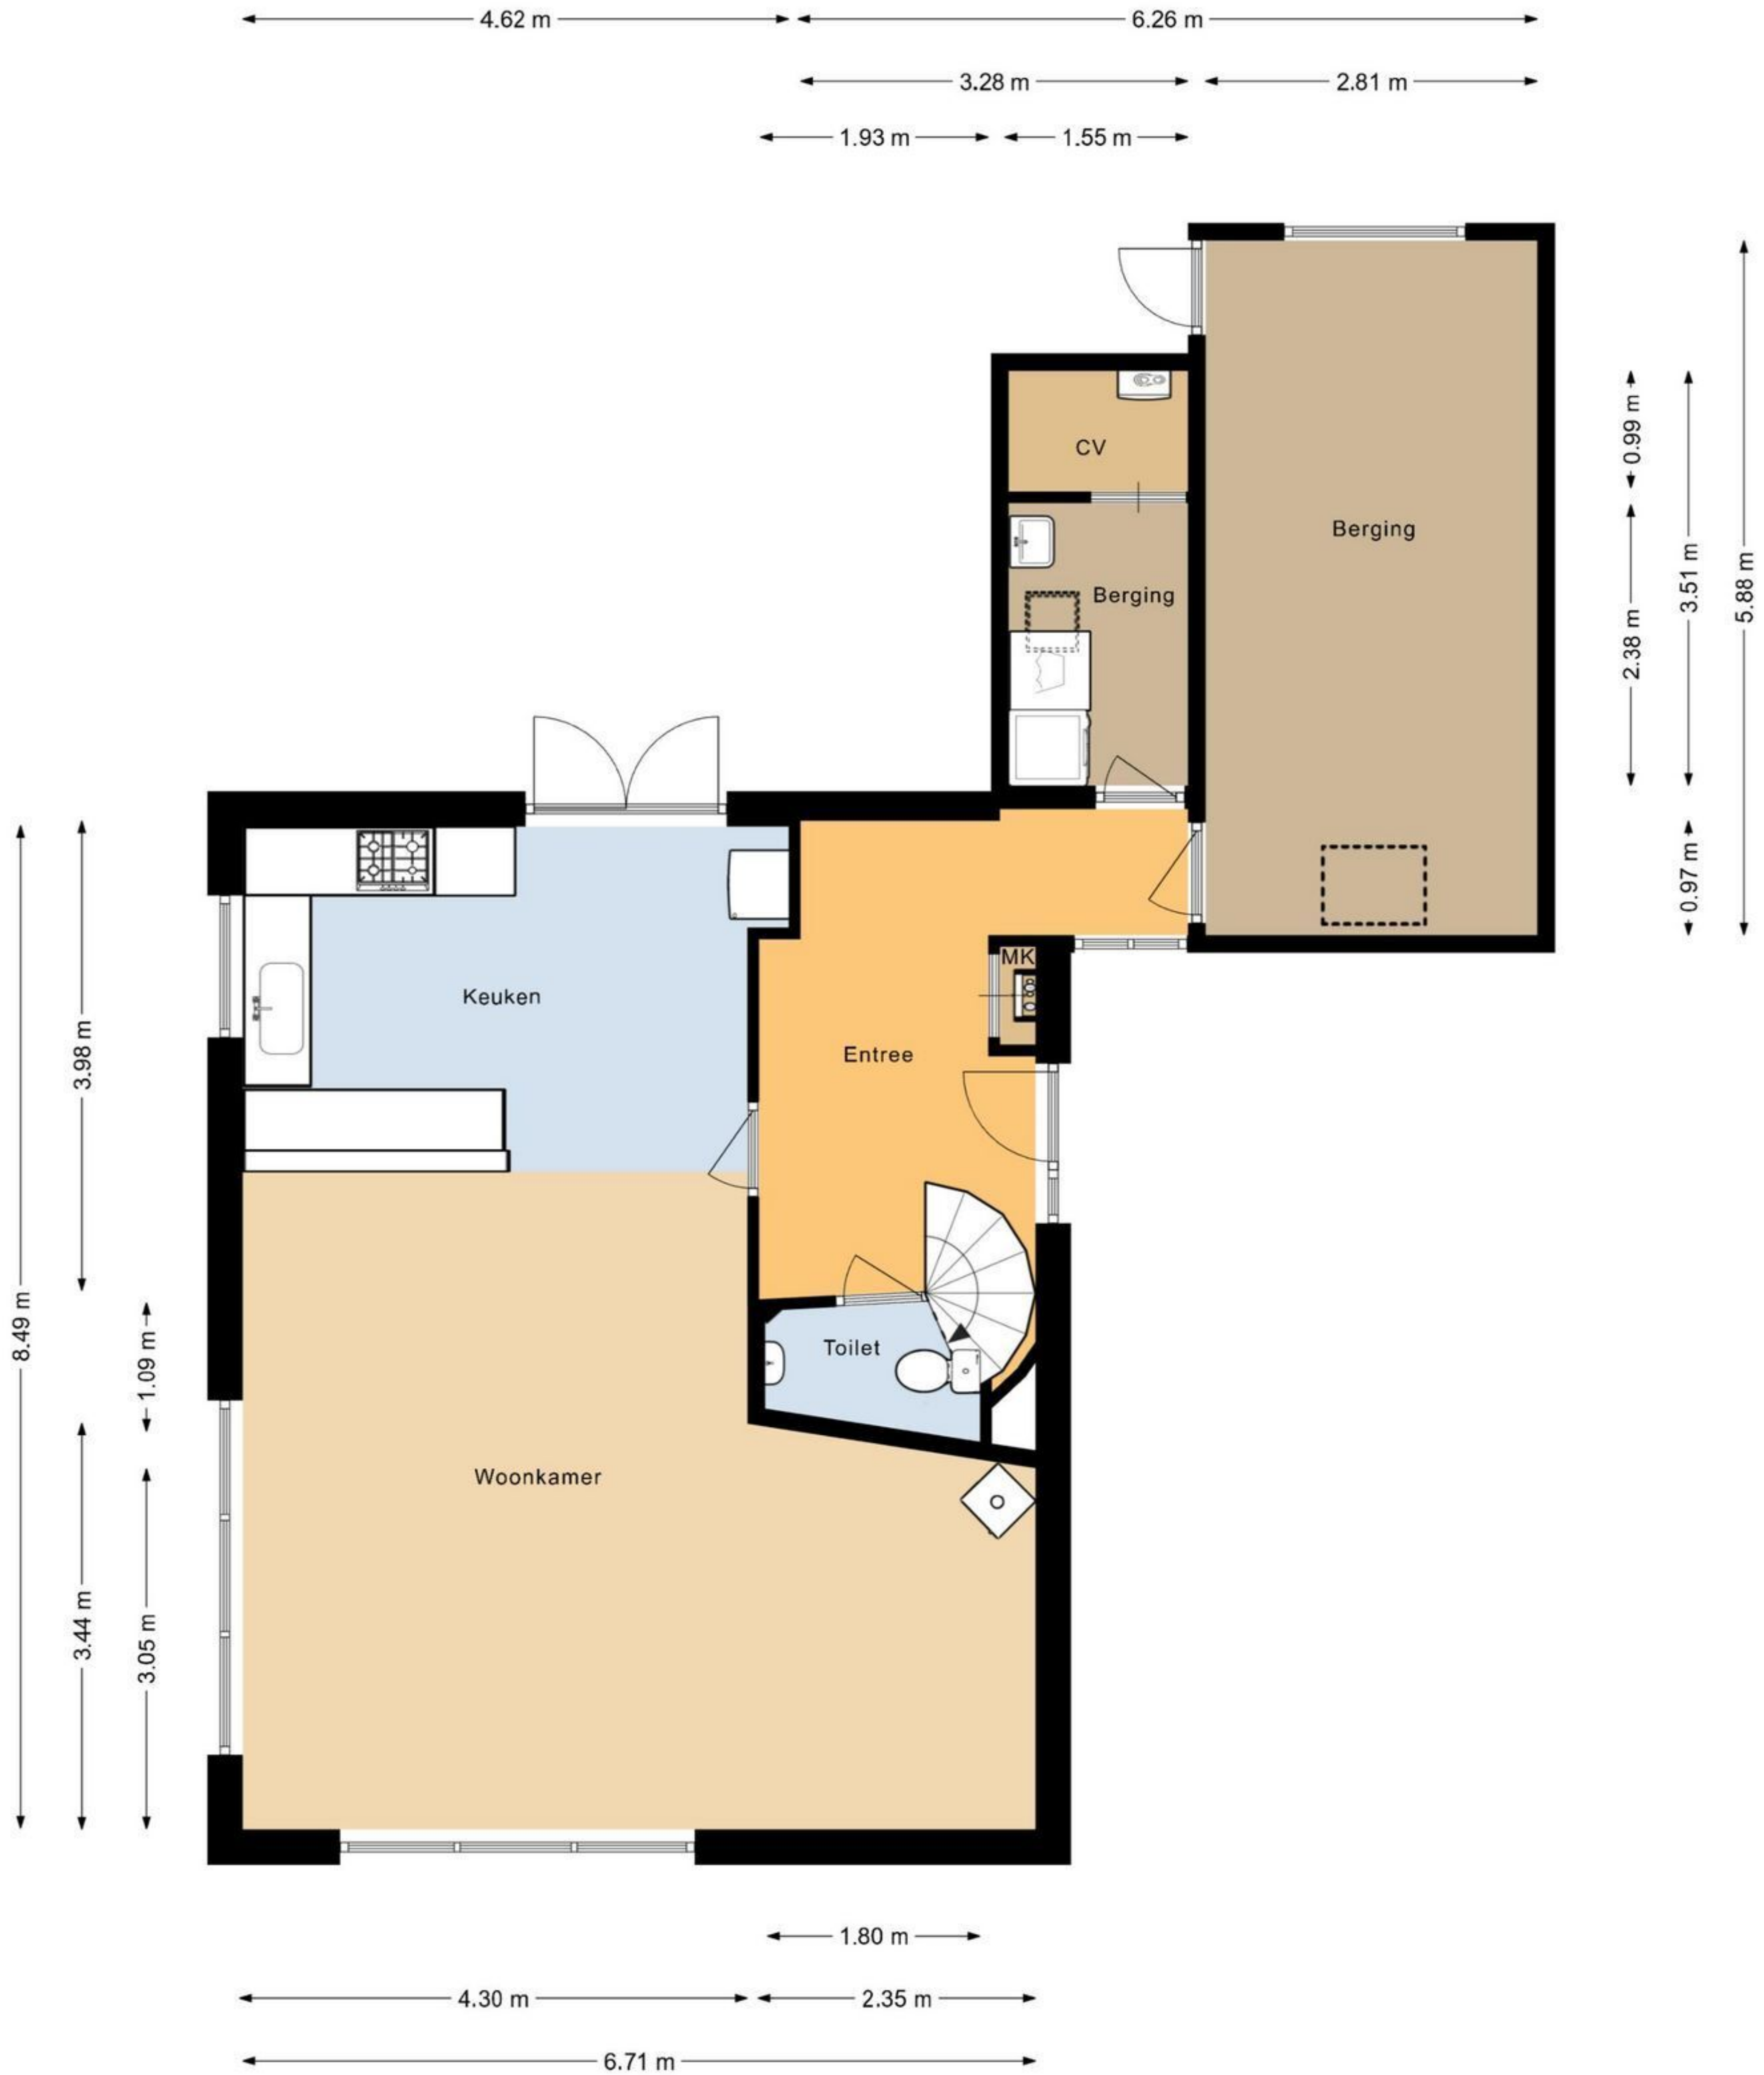 4.62 m
6.26 m
3.28 m
2.81 m
1.93 m
1.55 m
0.99 m
CV
Berging
3.51 m
5.88 m
Berging
2.38 m
0.97 m
MK
Keuken
3.98 m
Entree
8.49 m
1.09 m
Toilet
Woonkamer
3.44 m
3.05 m
1.80 m
4.30 m
2.35 m
6.71 m